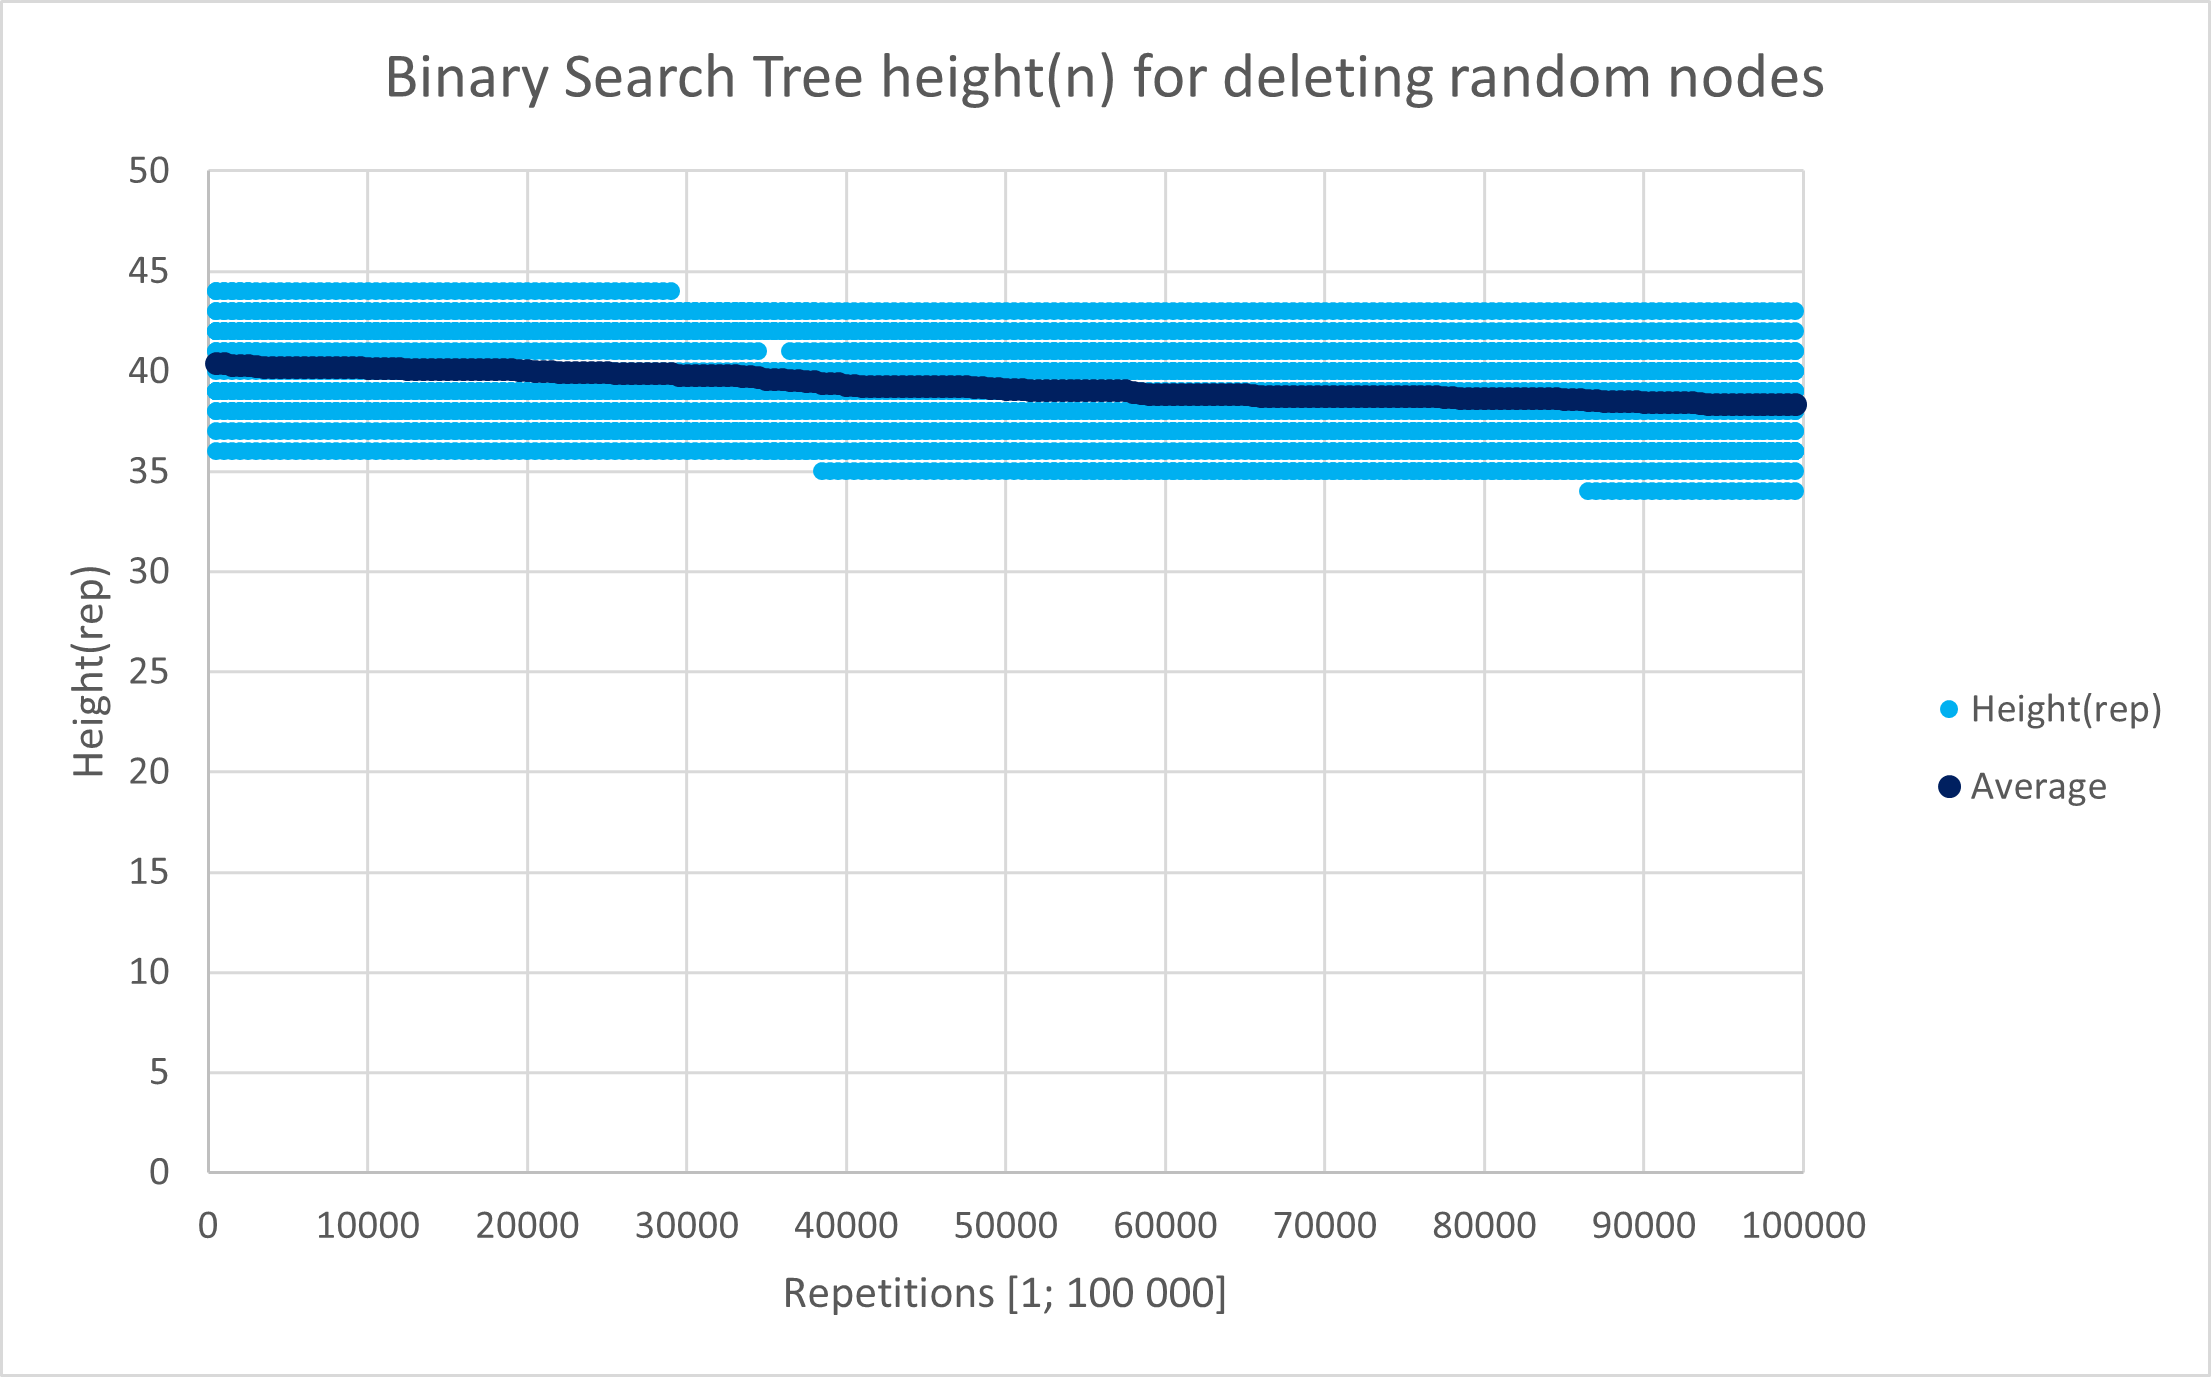 Binary Search Tree height(n) for deleting random nodes
50
45
40
35
30
25
20
15
10
5
0
Height(rep)
0 10000 20000 30000 40000 50000 60000 70000 80000 90000 100000
Repetitions [1; 100 000]
Height(rep)
Average